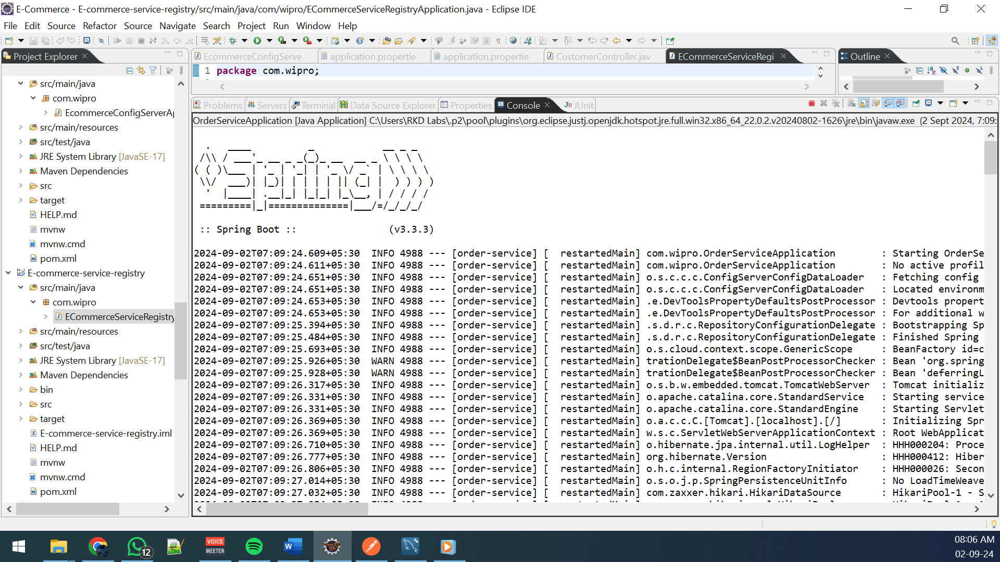 E-Commerce - E-commerce-service-registry/src/main/java/com/wipro/ECommerceServiceRegistryApplication.java - Eclipse IDE
File Edit Source Refactor Source Navigate Search Project Run Window Help
Project Explorer
EcommerceConfigServe application.propertie application.propertie CustomerController.jav ECommerceServiceRegi
Outline
1 package com.wipro;
Problems Servers Terminal Data Source Explorer Properties Console JUnit
OrderServiceApplication [Java Application] C:\Users\RKD Labs\.p2\pool\plugins\org.eclipse.justj.openjdk.hotspot.jre.full.win32.x86_64_22.0.2.v20240802-1626\jre\bin\javaw.exe (2 Sept 2024, 7:09:
src/main/java
com.wipro
EcommerceConfigServerA
src/main/resources
src/test/java
JRE System Library [JavaSE-17]
Maven Dependencies
src
target
HELP.md
mvnw
mvnw.cmd
pom.xml
E-commerce-service-registry
src/main/java
com.wipro
ECommerceServiceRegistry
src/main/resources
src/test/java
JRE System Library [JavaSE-17]
Maven Dependencies
bin
src
target
E-commerce-service-registry.iml
HELP.md
mvnw
mvnw.cmd
pom.xml
Spring
:: Spring Boot :: (v3.3.3)
2024-09-02T07:09:24.609+05:30 INFO 4988 --- [order-service] [ restartedMain] com.wipro.OrderServiceApplication : Starting OrderSe
2024-09-02T07:09:24.611+05:30 INFO 4988 --- [order-service] [ restartedMain] com.wipro.OrderServiceApplication : No active profil
2024-09-02T07:09:24.651+05:30 INFO 4988 --- [order-service] [ restartedMain] o.s.c.c.c.ConfigServerConfigDataLoader : Fetching config
2024-09-02T07:09:24.651+05:30 INFO 4988 --- [order-service] [ restartedMain] o.s.c.c.c.ConfigServerConfigDataLoader : Located environm
2024-09-02T07:09:24.653+05:30 INFO 4988 --- [order-service] [ restartedMain] .e.DevToolsPropertyDefaultsPostProcessor : Devtools propert
2024-09-02T07:09:24.653+05:30 INFO 4988 --- [order-service] [ restartedMain] .e.DevToolsPropertyDefaultsPostProcessor : For additional w
2024-09-02T07:09:25.394+05:30 INFO 4988 --- [order-service] [ restartedMain] .s.d.r.c.RepositoryConfigurationDelegate : Bootstrapping Sp
2024-09-02T07:09:25.484+05:30 INFO 4988 --- [order-service] [ restartedMain] .s.d.r.c.RepositoryConfigurationDelegate : Finished Spring
2024-09-02T07:09:25.693+05:30 INFO 4988 --- [order-service] [ restartedMain] o.s.cloud.context.scope.GenericScope : BeanFactory id=c
2024-09-02T07:09:25.926+05:30 WARN 4988 --- [order-service] [ restartedMain] trationDelegate$BeanPostProcessorChecker : Bean 'org.spring
2024-09-02T07:09:25.928+05:30 WARN 4988 --- [order-service] [ restartedMain] trationDelegate$BeanPostProcessorChecker : Bean 'deferringL
2024-09-02T07:09:26.317+05:30 INFO 4988 --- [order-service] [ restartedMain] o.s.b.w.embedded.tomcat.TomcatWebServer : Tomcat initializ
2024-09-02T07:09:26.331+05:30 INFO 4988 --- [order-service] [ restartedMain] o.apache.catalina.core.StandardService : Starting service
2024-09-02T07:09:26.331+05:30 INFO 4988 --- [order-service] [ restartedMain] o.apache.catalina.core.StandardEngine : Starting Servlet
2024-09-02T07:09:26.369+05:30 INFO 4988 --- [order-service] [ restartedMain] o.a.c.c.C.[Tomcat].[localhost].[/] : Initializing Spr
2024-09-02T07:09:26.369+05:30 INFO 4988 --- [order-service] [ restartedMain] w.s.c.ServletWebServerApplicationContext : Root WebApplicat
2024-09-02T07:09:26.710+05:30 INFO 4988 --- [order-service] [ restartedMain] o.hibernate.jpa.internal.util.LogHelper : HHH000204: Proce
2024-09-02T07:09:26.777+05:30 INFO 4988 --- [order-service] [ restartedMain] org.hibernate.Version : HHH000412: Hiber
2024-09-02T07:09:26.806+05:30 INFO 4988 --- [order-service] [ restartedMain] o.h.c.internal.RegionFactoryInitiator : HHH000026: Secon
2024-09-02T07:09:27.014+05:30 INFO 4988 --- [order-service] [ restartedMain] o.s.o.j.p.SpringPersistenceUnitInfo : No LoadTimeWeave
2024-09-02T07:09:27.032+05:30 INFO 4988 --- [order-service] [ restartedMain] com.zaxxer.hikari.HikariDataSource : HikariPool-1 - S
12
VOICE
MEETER
Java EE
IDE
08:06 AM
02-09-24